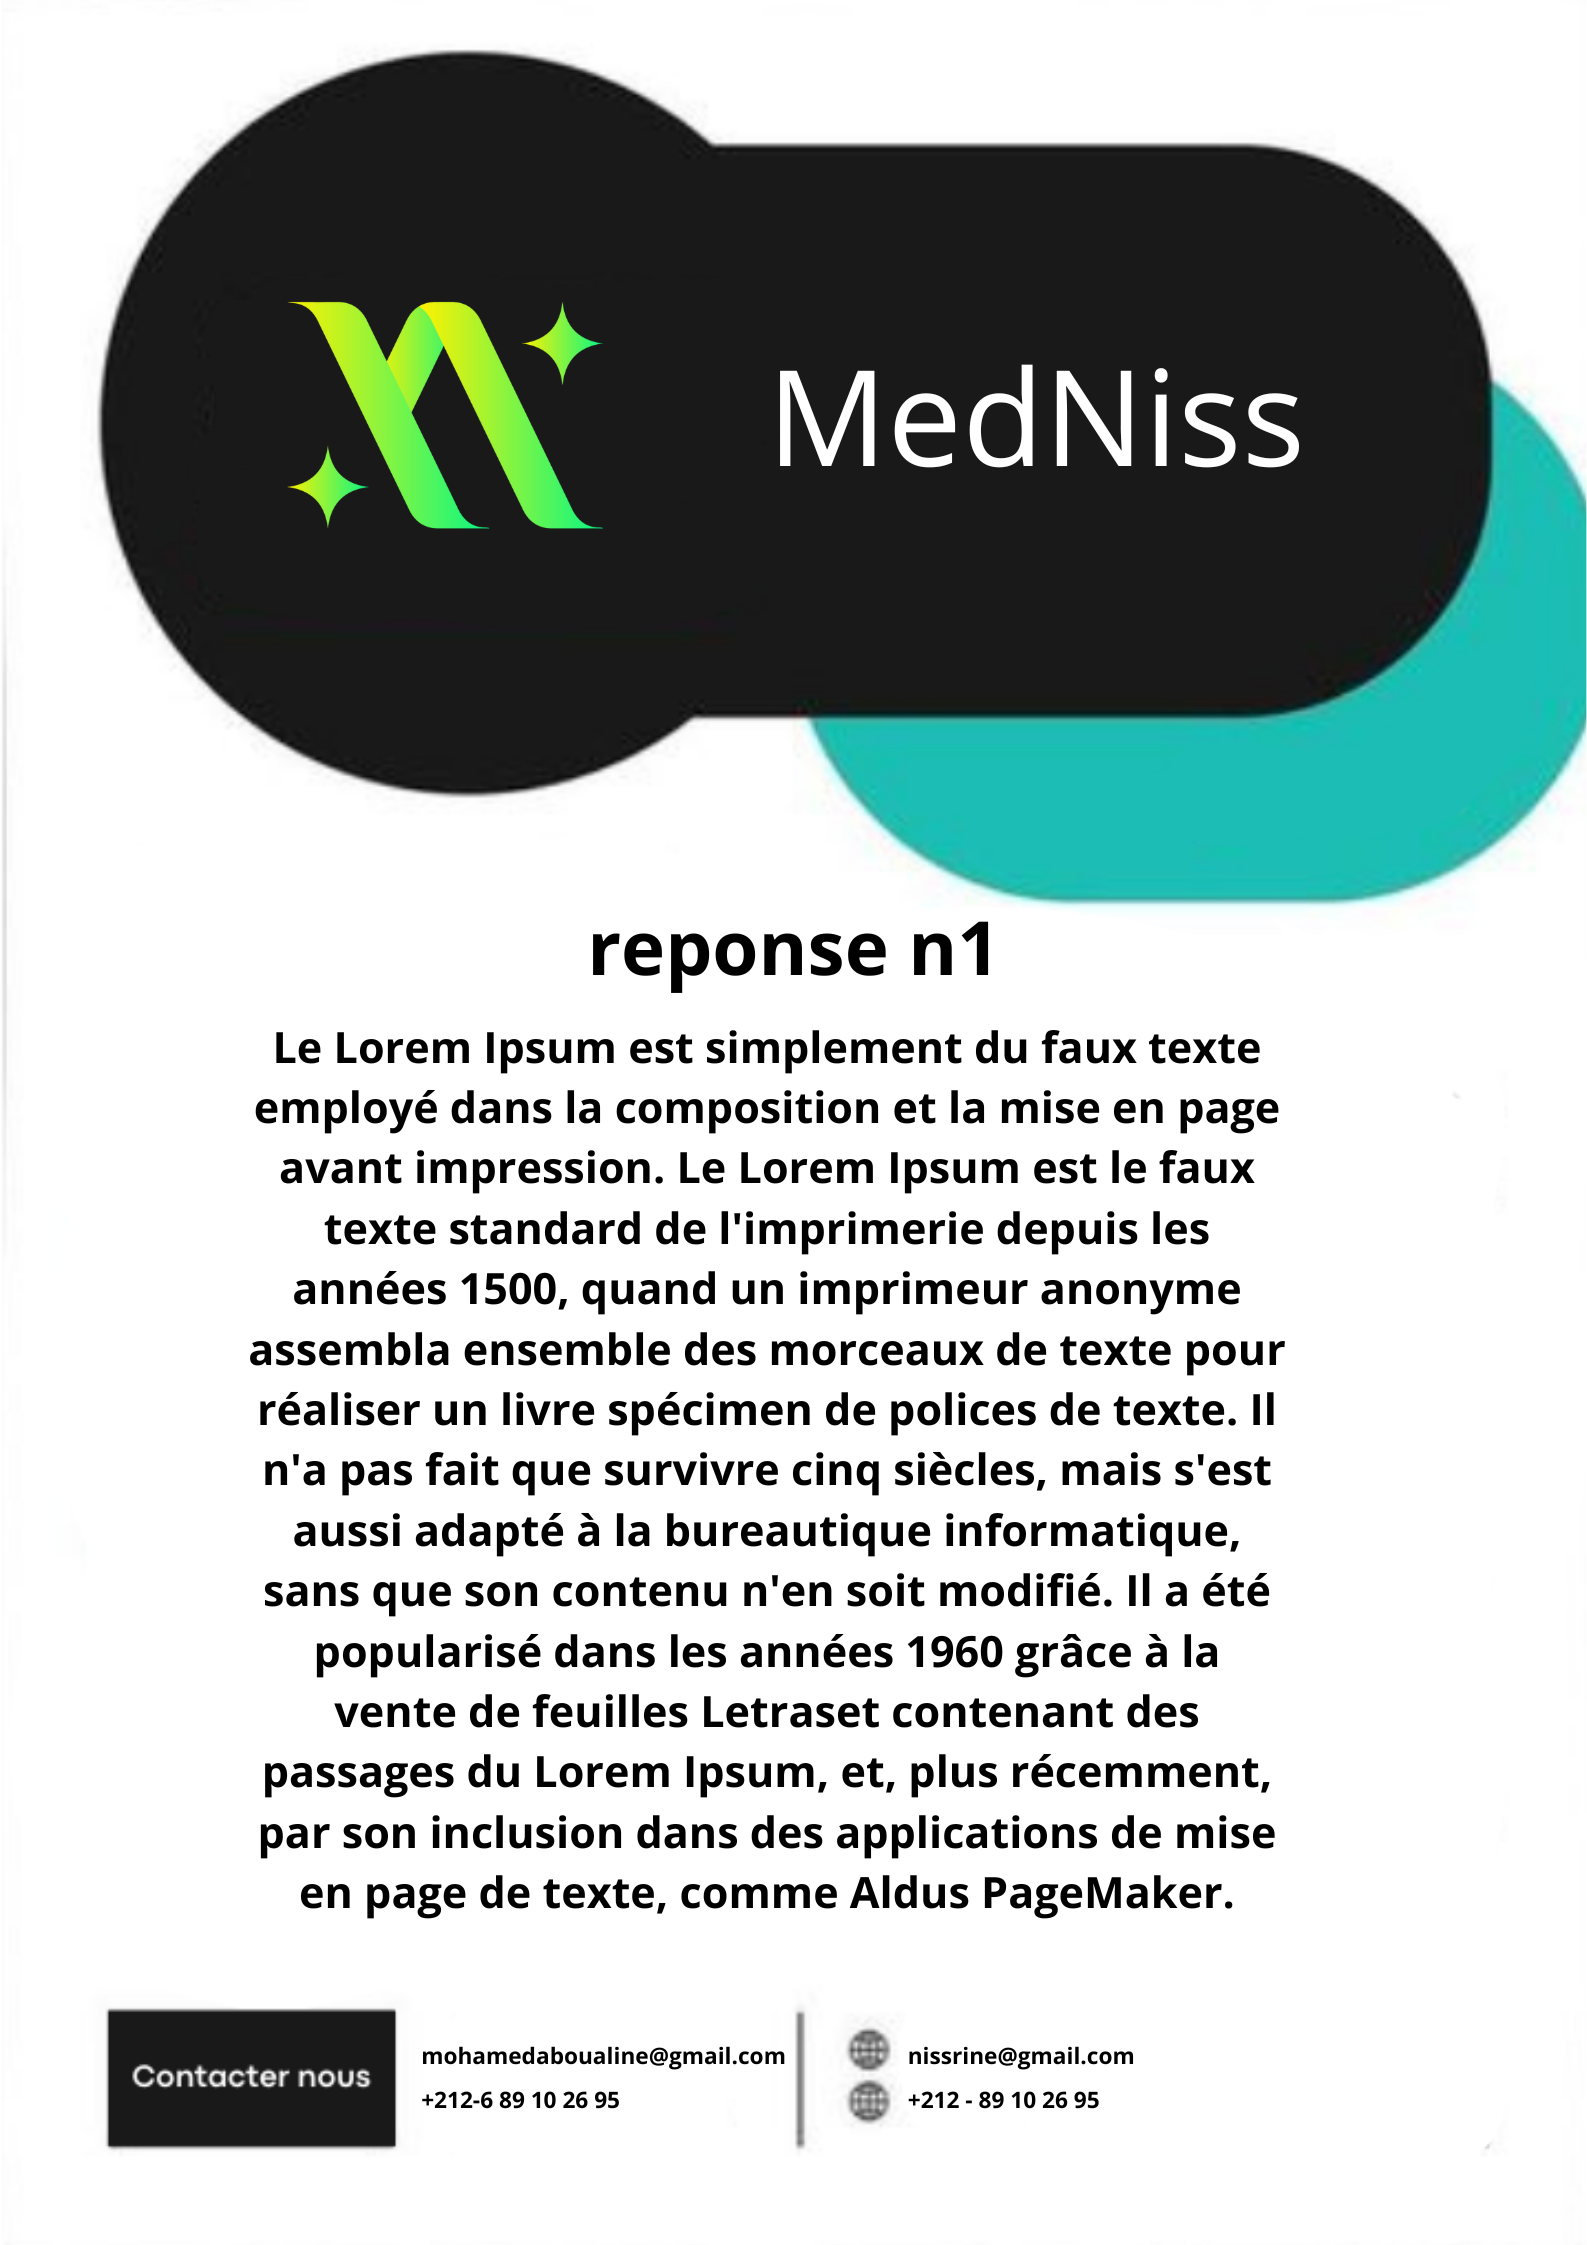 MedNiss
reponse n1
Le Lorem Ipsum est simplement du faux texte
employé dans la composition et la mise en page
avant impression. Le Lorem Ipsum est le faux
texte standard de l'imprimerie depuis les
années 1500, quand un imprimeur anonyme
assembla ensemble des morceaux de texte pour
réaliser un livre spécimen de polices de texte. Il
n'a pas fait que survivre cinq siècles, mais s'est
aussi adapté à la bureautique informatique,
sans que son contenu n'en soit modifié. Il a été
popularisé dans les années 1960 grâce à la
vente de feuilles Letraset contenant des
passages du Lorem Ipsum, et, plus récemment,
par son inclusion dans des applications de mise
en page de texte, comme Aldus PageMaker.
Contacter nous
mohamedaboualine@gmail.com
+212-6 89 10 26 95
nissrine@gmail.com
+212 - 89 10 26 95